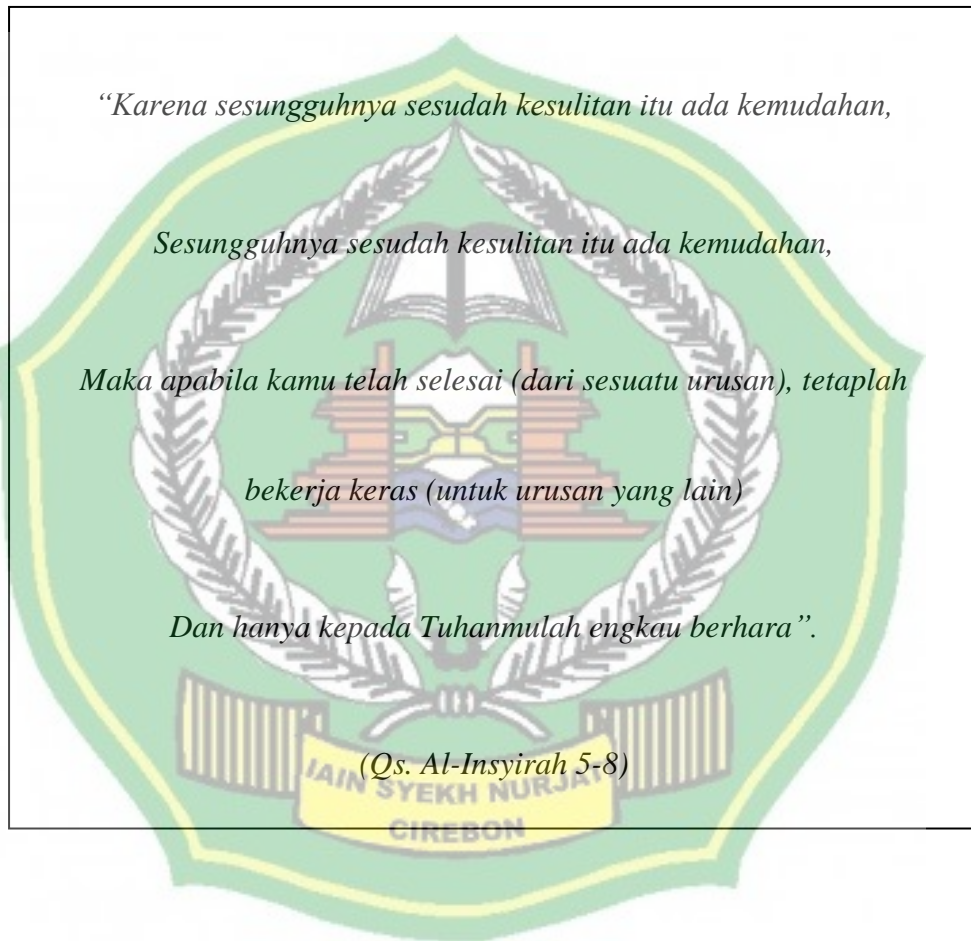 “Karena sesungguhnya sesudah kesulitan itu ada kemudahan,
Sesungguhnya sesudah kesulitan itu ada kemudahan,
Maka apabila kamu telah selesai (dari sesuatu urusan), tetaplah
bekerja keras (untuk urusan yang lain)
Dan hanya kepada Tuhanmulah engkau berhara”.
(Qs. Al-Insyirah 5-8)
IAIN SYEKH NURJATI
CIREBON